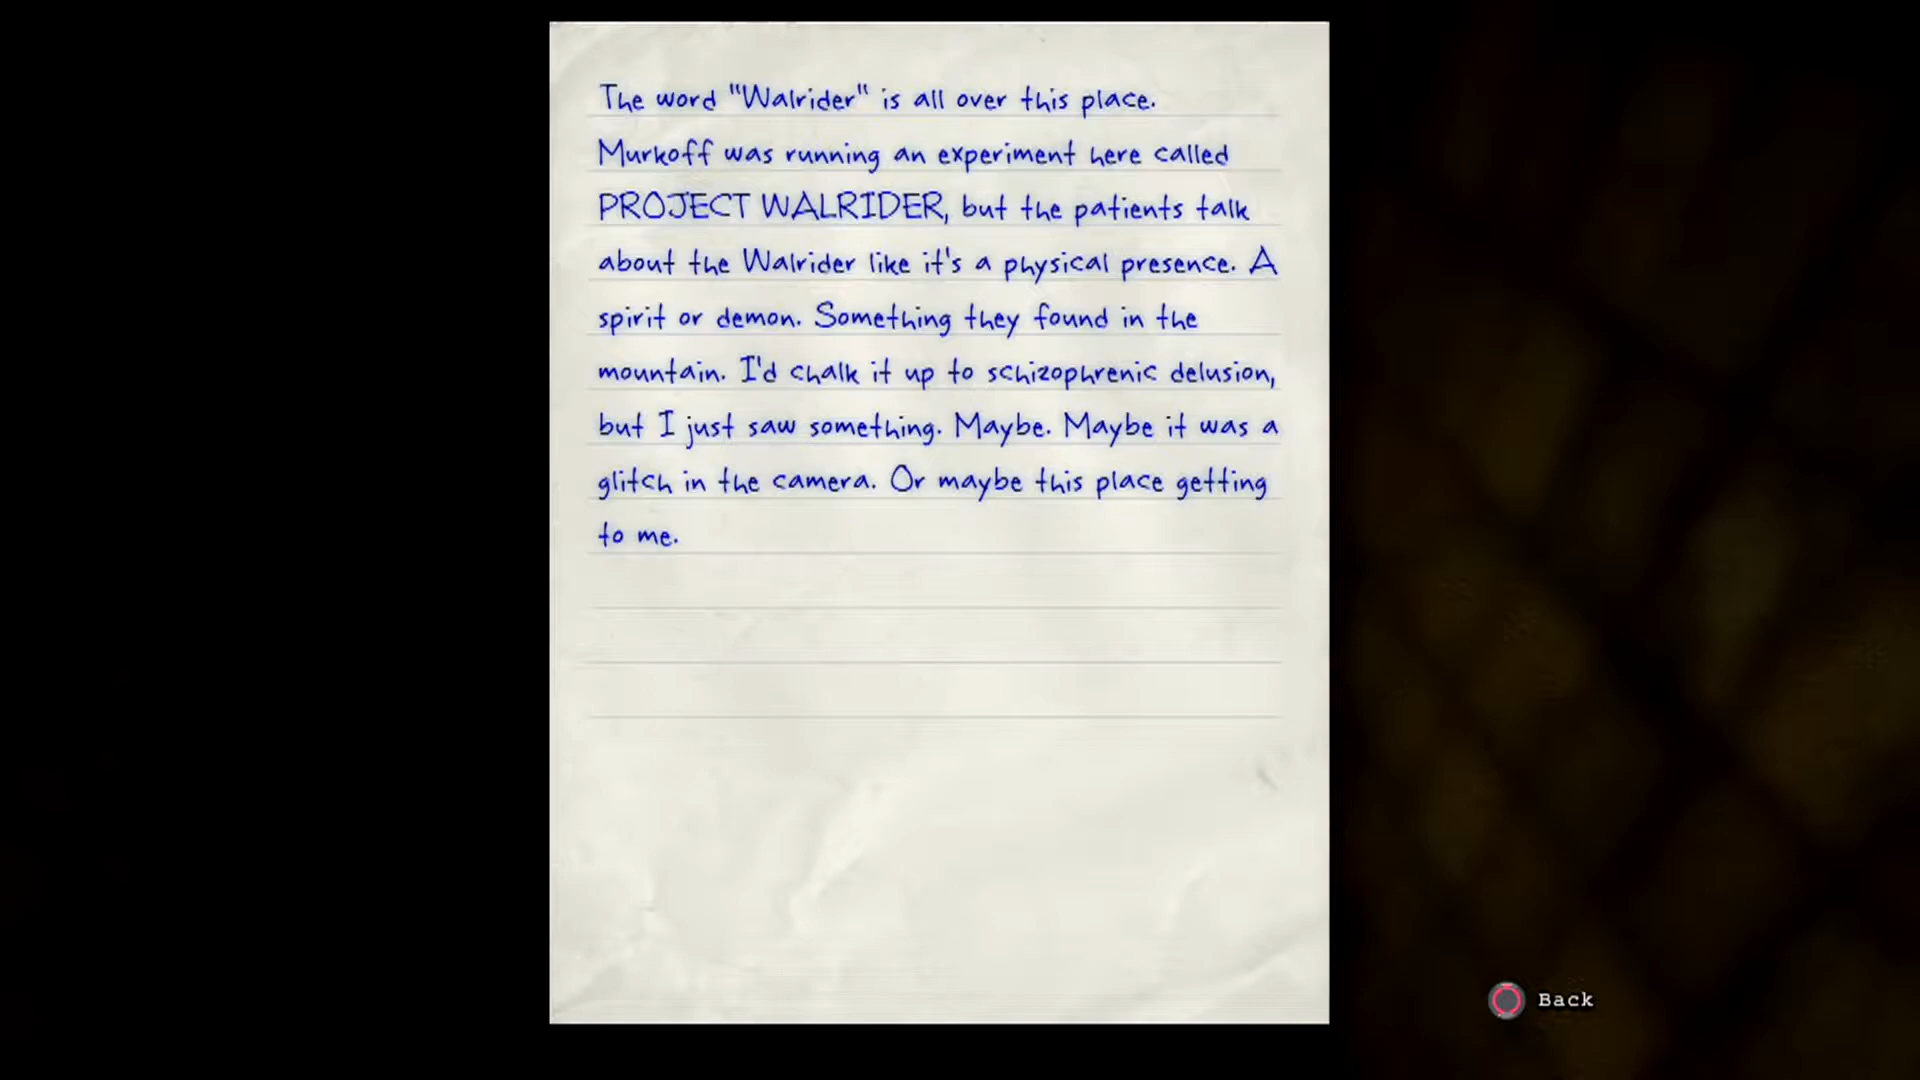 The word "Walrider" is all over this place.
Murkoff was running an experiment here called
PROJECT WALRIDER, but the patients talk
about the Walrider like it's a physical presence. A
spirit or demon. Something they found in the
mountain. I'd chalk it up to schizophrenic delusion,
but I just saw something. Maybe. Maybe it was a
glitch in the camera. Or maybe this place getting
to me.
Back